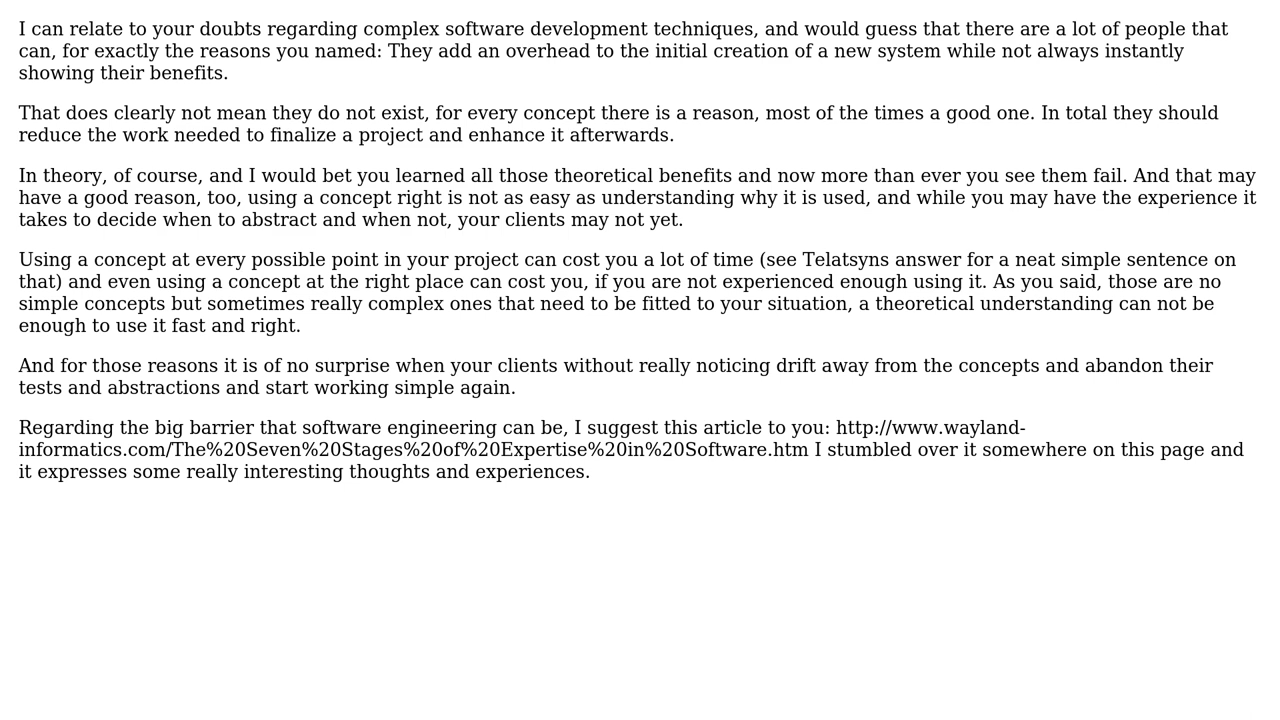 I can relate to your doubts regarding complex software development techniques, and would guess that there are a lot of people that
can, for exactly the reasons you named: They add an overhead to the initial creation of a new system while not always instantly
showing their benefits.
That does clearly not mean they do not exist, for every concept there is a reason, most of the times a good one. In total they should
reduce the work needed to finalize a project and enhance it afterwards.
In theory, of course, and I would bet you learned all those theoretical benefits and now more than ever you see them fail. And that may
have a good reason, too, using a concept right is not as easy as understanding why it is used, and while you may have the experience it
takes to decide when to abstract and when not, your clients may not yet.
Using a concept at every possible point in your project can cost you a lot of time (see Telatsyns answer for a neat simple sentence on
that) and even using a concept at the right place can cost you, if you are not experienced enough using it. As you said, those are no
simple concepts but sometimes really complex ones that need to be fitted to your situation, a theoretical understanding can not be
enough to use it fast and right.
And for those reasons it is of no surprise when your clients without really noticing drift away from the concepts and abandon their
tests and abstractions and start working simple again.
Regarding the big barrier that software engineering can be, I suggest this article to you: http://www.wayland-
informatics.com/The%20Seven%20Stages%20of%20Expertise%20in%20Software.htm I stumbled over it somewhere on this page and
it expresses some really interesting thoughts and experiences.